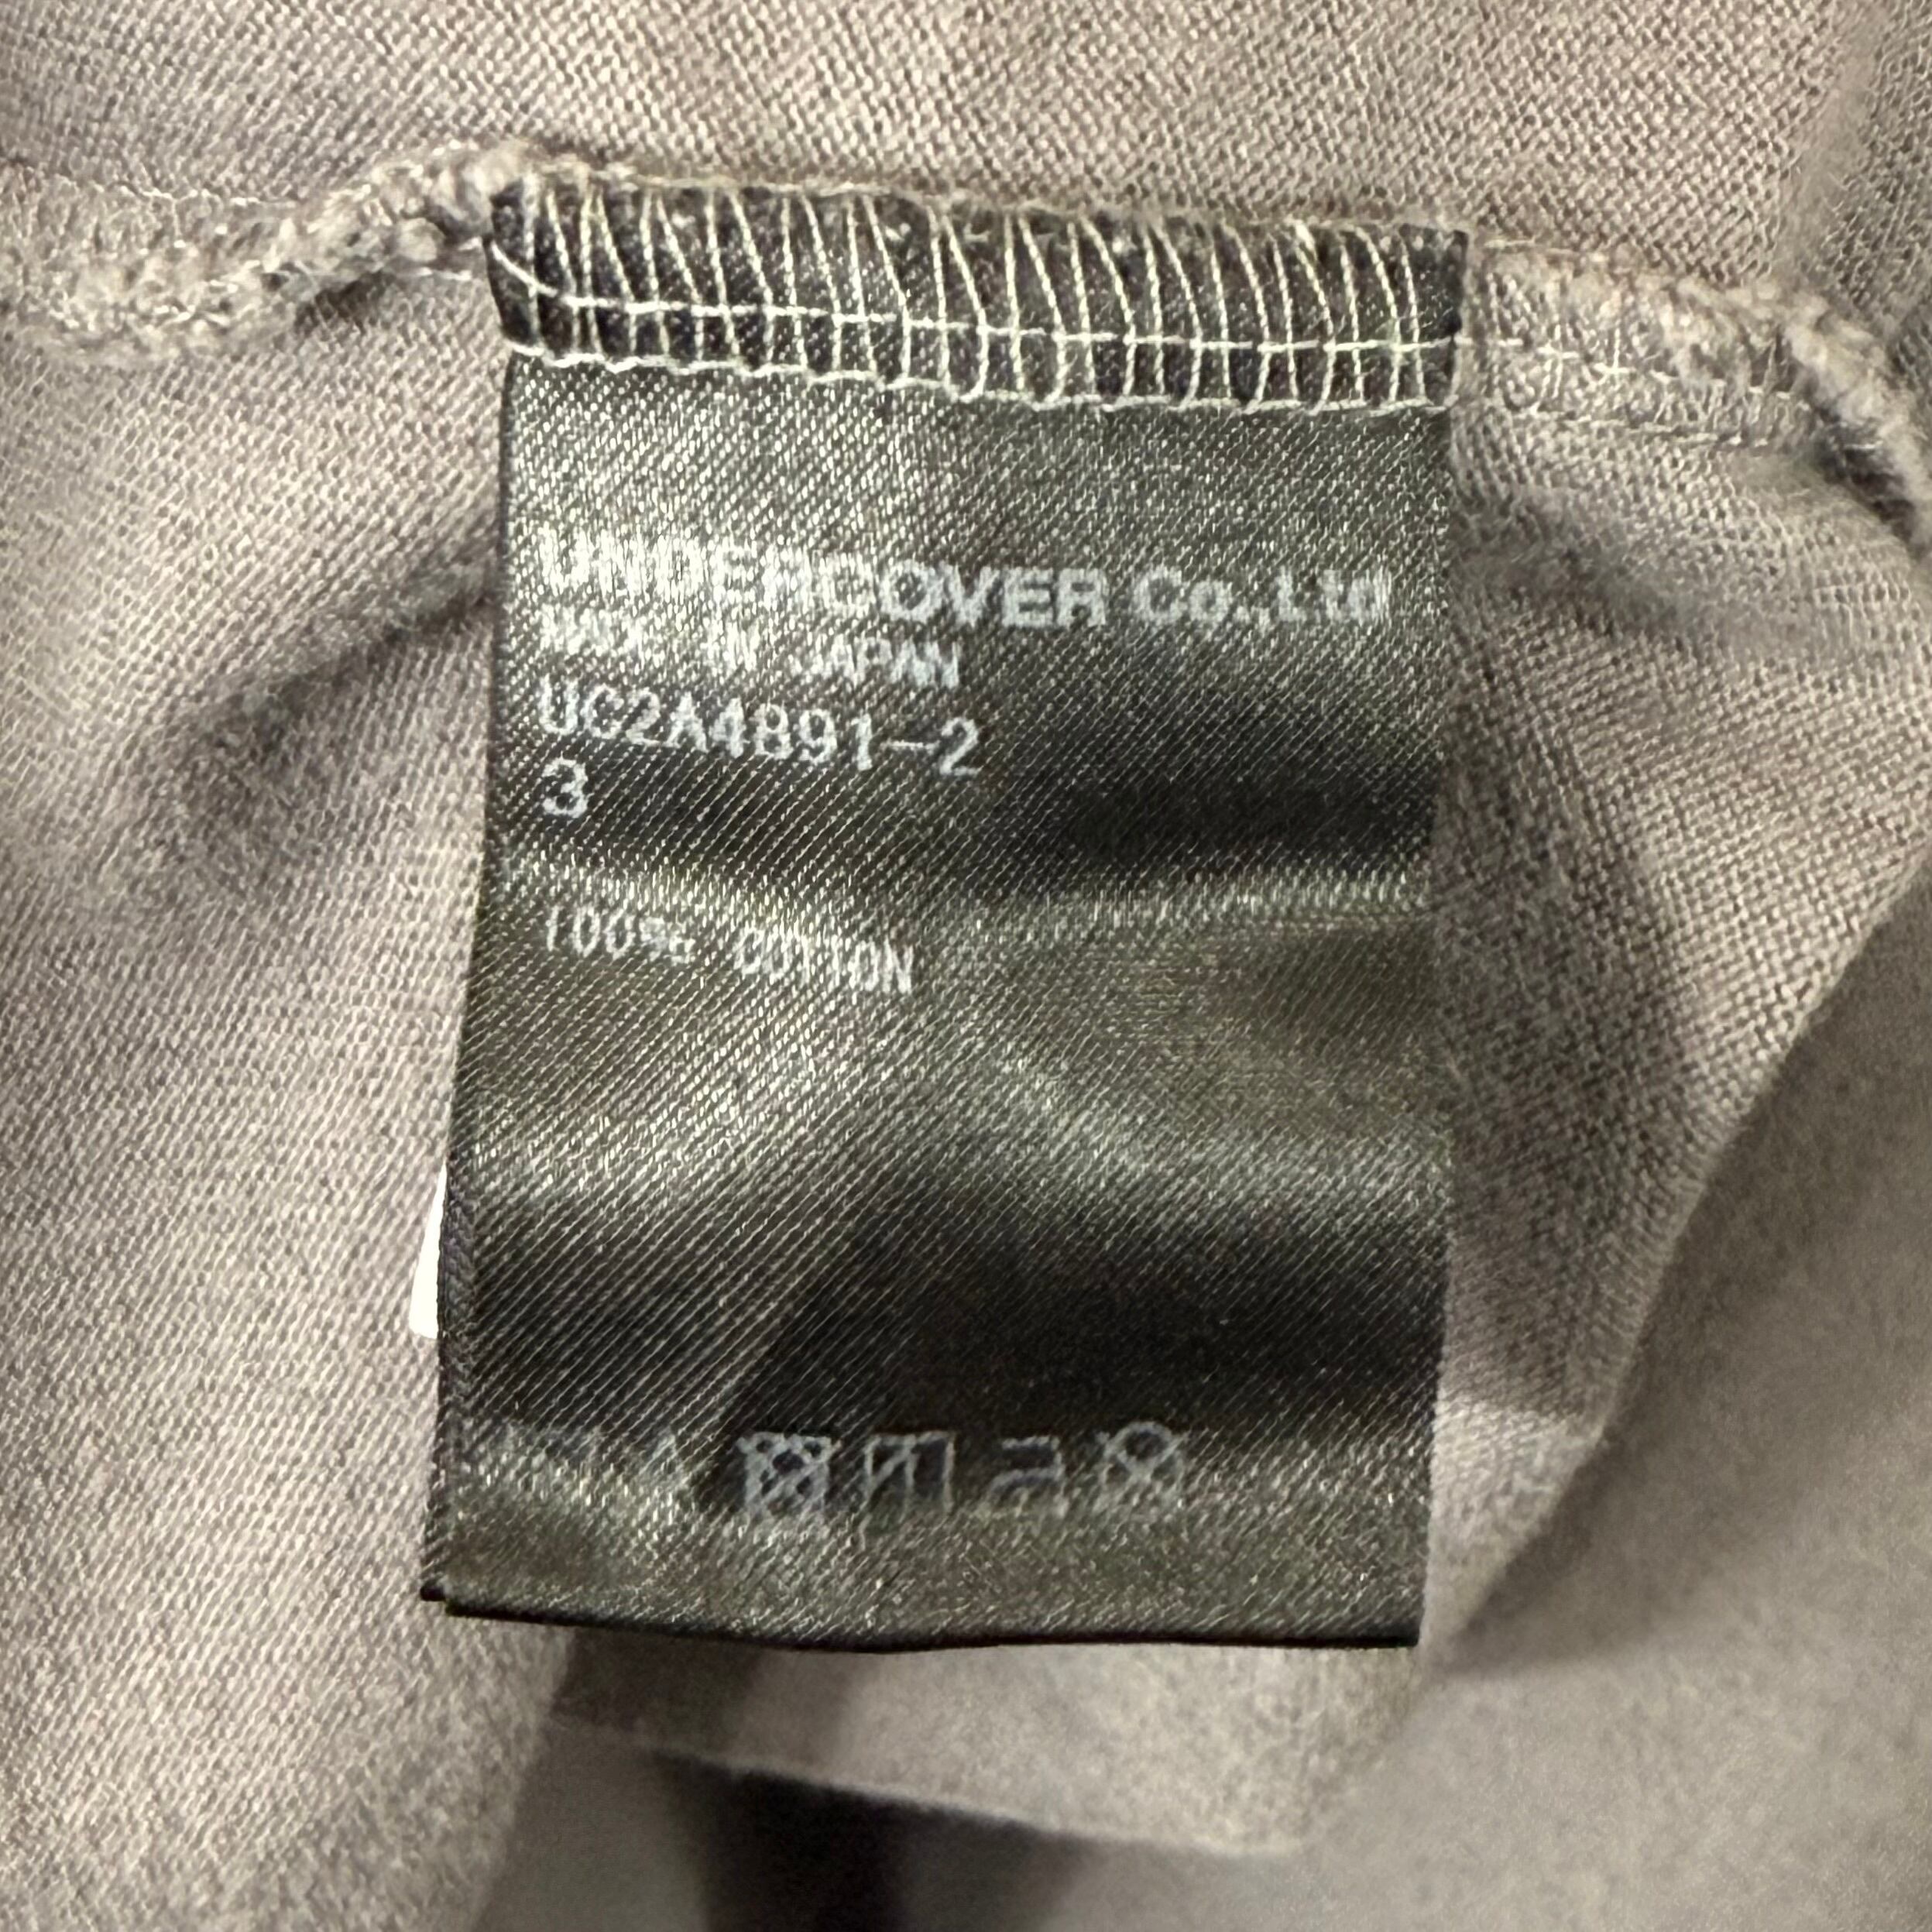 UNDERCOVER Co.,Ltd
MADE IN JAPAN
UC2A4891-2
3
100% COTTON